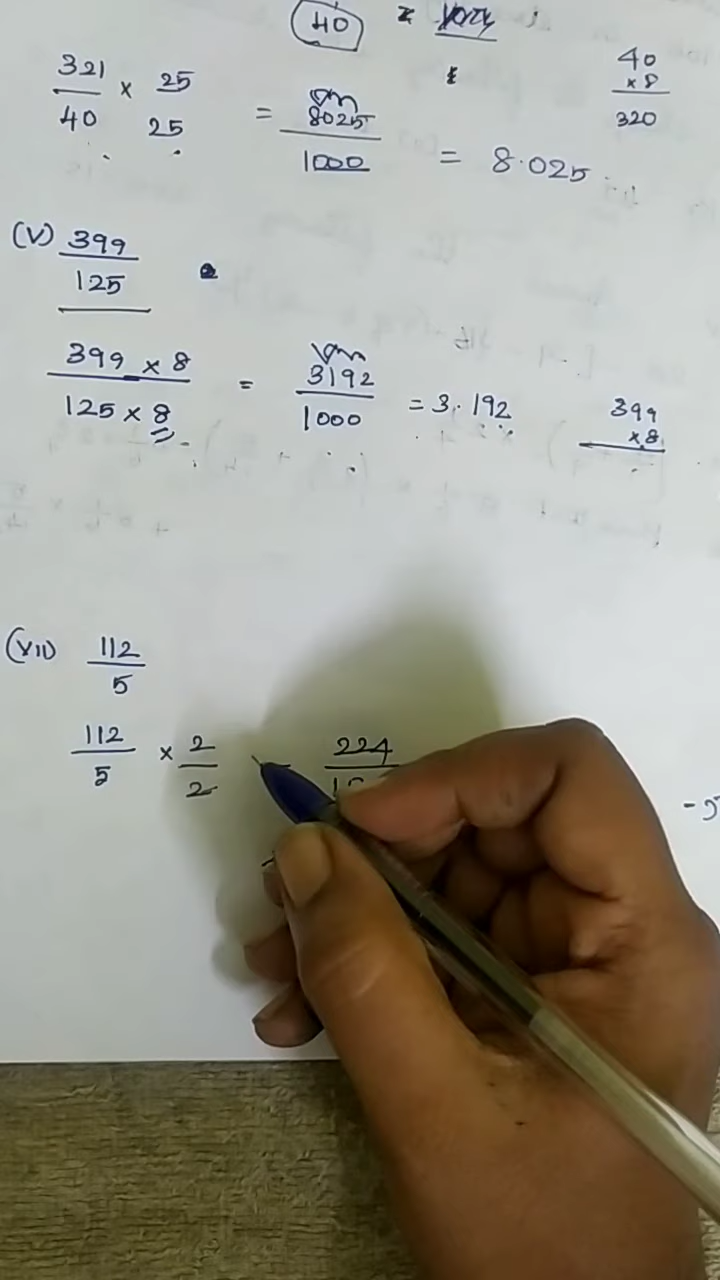 40
321/40 × 25/25 = 8025/1000 = 8.025
40
×8
320
(V) 399/125
399 × 8/125 × 8 = 3192/1000 = 3.192
399
×8
(VII) 112/5
112/5 × 2/2 224